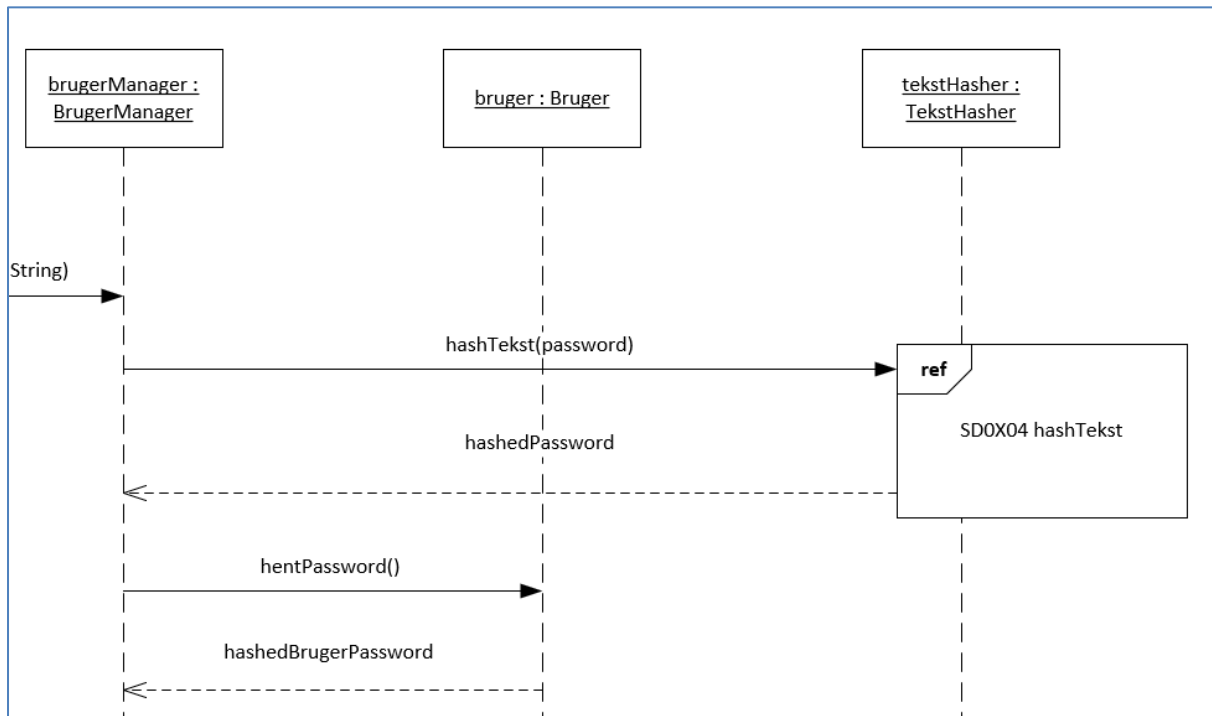 brugerManager :
BrugerManager
bruger : Bruger
tekstHasher :
TekstHasher
String)
hashTekst(password)
ref
SD0X04 hashTekst
hashedPassword
hentPassword()
hashedBrugerPassword